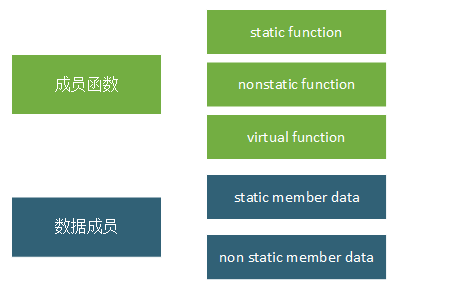 static function
成员函数
nonstatic function
virtual function
static member data
数据成员
non static member data